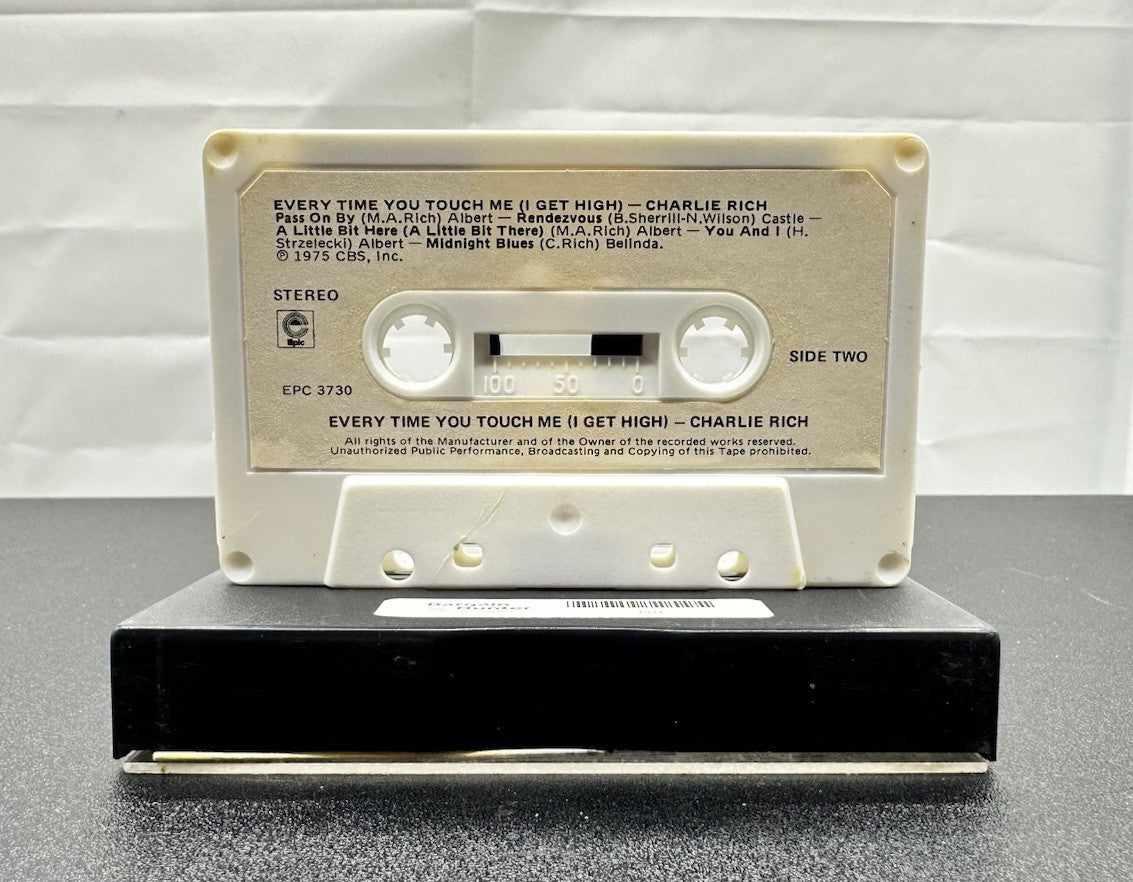 EVERY TIME YOU TOUCH ME (I GET HIGH) — CHARLIE RICH
Pass On By (M.A.Rich) Albert — Rendezvous (B.Sherrill-N.Wilson) Castle —
A Little Bit Here (A Little Bit There) (M.A.Rich) Albert — You And I (H.
Strzelecki) Albert — Midnight Blues (C.Rich) Belinda.
℗ 1975 CBS, Inc.
STEREO
Epic
SIDE TWO
100 50 0
EPC 3730
EVERY TIME YOU TOUCH ME (I GET HIGH) — CHARLIE RICH
All rights of the Manufacturer and of the Owner of the recorded works reserved.
Unauthorized Public Performance, Broadcasting and Copying of this Tape prohibited.
Bargain
Hunter